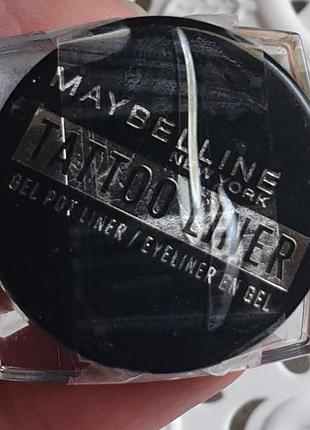 MAYBELLINE
NEW YORK
TATTOO LINER
GEL POT LINER / EYELINER EN GEL